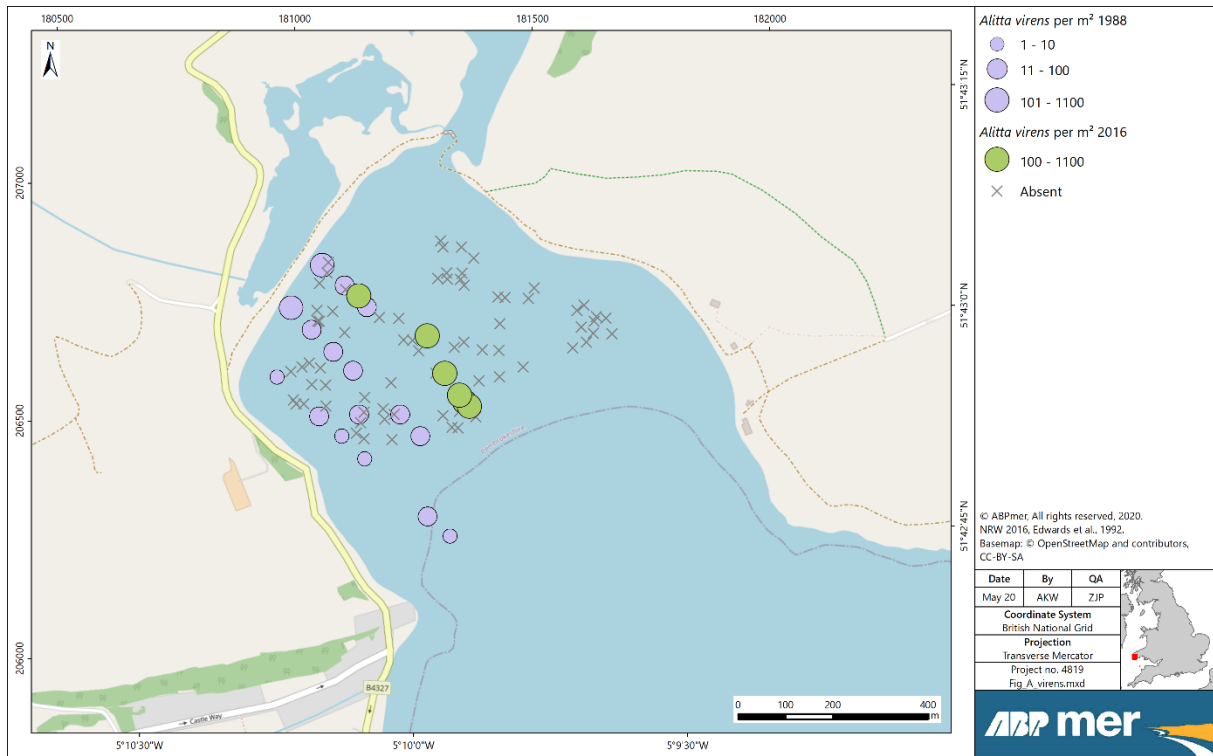 180500
181000
181500
182000
N
207000
206500
206000
51°43'15"N
51°43'0"N
51°42'45"N
Pembrokeshire
B4327
Castle Way
0
100
200
400
m
5°10'30"W
5°10'0"W
5°9'30"W
Alitta virens per m² 1988
1 - 10
11 - 100
101 - 1100
Alitta virens per m² 2016
100 - 1100
Absent
© ABPmer, All rights reserved, 2020.
NRW 2016, Edwards et al., 1992.
Basemap: © OpenStreetMap and contributors,
CC-BY-SA
Date By QA
May 20 AKW ZJP
Coordinate System
British National Grid
Projection
Transverse Mercator
Project no. 4819
Fig_A_virens.mxd
ABPmer